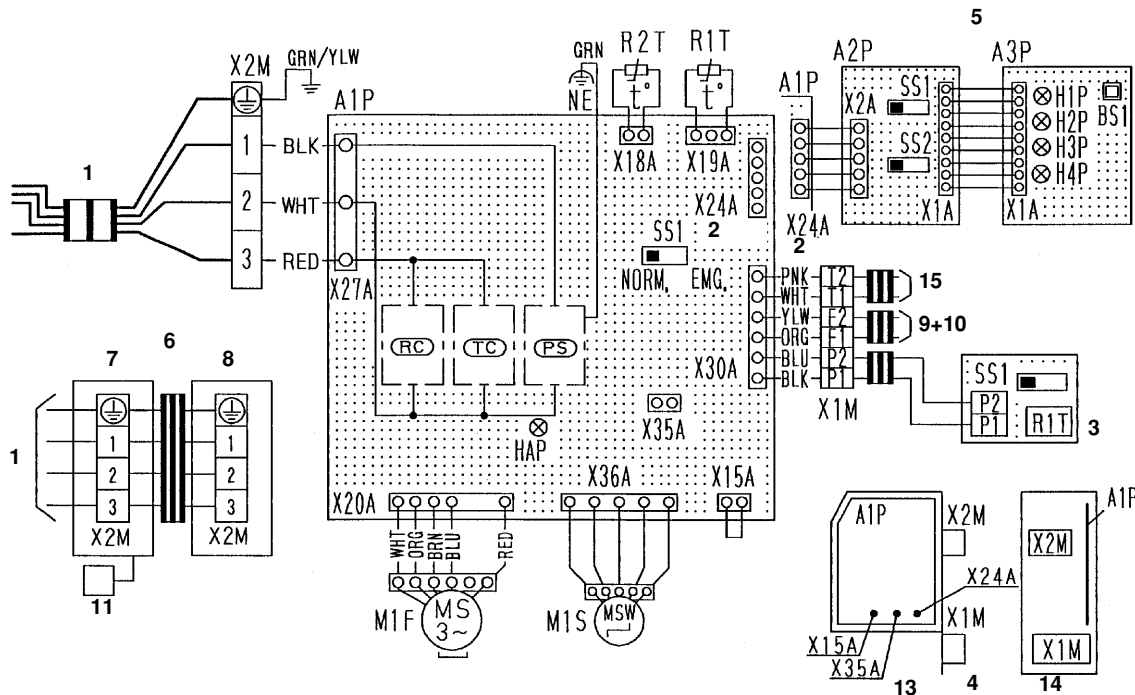 5
X2M
GRN/YLW
GRN
NE
R2T
R1T
t°
t°
A1P
X18A
X19A
X24A
2
A1P
X24A
2
A2P
X2A
SS1
SS2
X1A
A3P
H1P
H2P
H3P
H4P
BS1
X1A
1
1
2
3
BLK
WHT
RED
X27A
RC
TC
PS
HAP
SS1
NORM. EMG.
X30A
X35A
PNK T2
WHT T1
YLW F2
ORG F1
BLU P2
BLK P1
X1M
15
9+10
SS1
P2
P1
R1T
3
6
7
8
1
1
2
3
X2M
1
2
3
X2M
11
X20A
WHT
ORG
BRN
BLU
RED
M1F
MS
3~
X36A
M1S
MSW
X15A
A1P
X2M
X24A
X1M
X15A
X35A
13
4
A1P
X2M
X1M
14